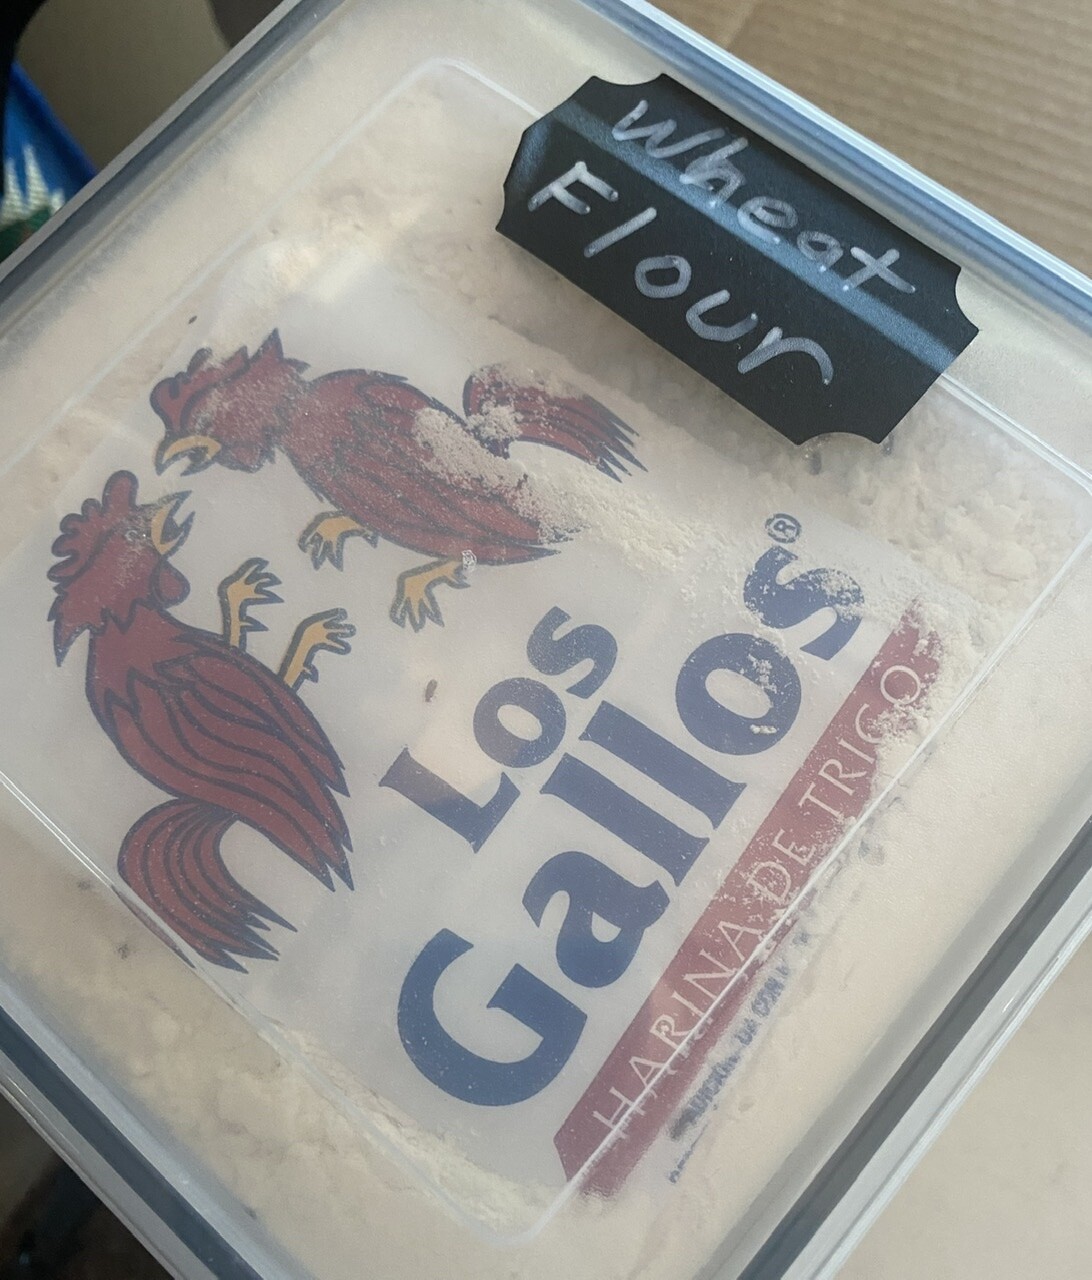 Wheat
Flour
Los
Gallos®
HARINA DE TRIGO